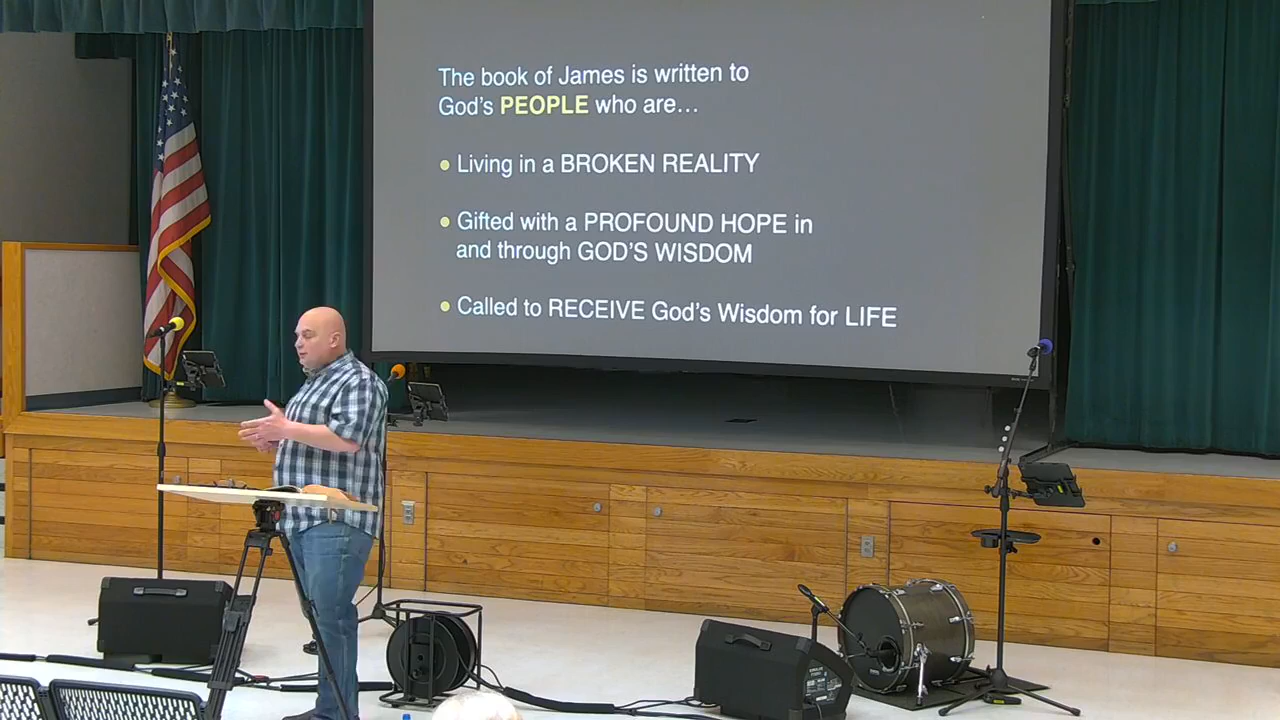 The book of James is written to
God's PEOPLE who are...
• Living in a BROKEN REALITY
• Gifted with a PROFOUND HOPE in
and through GOD'S WISDOM
• Called to RECEIVE God's Wisdom for LIFE